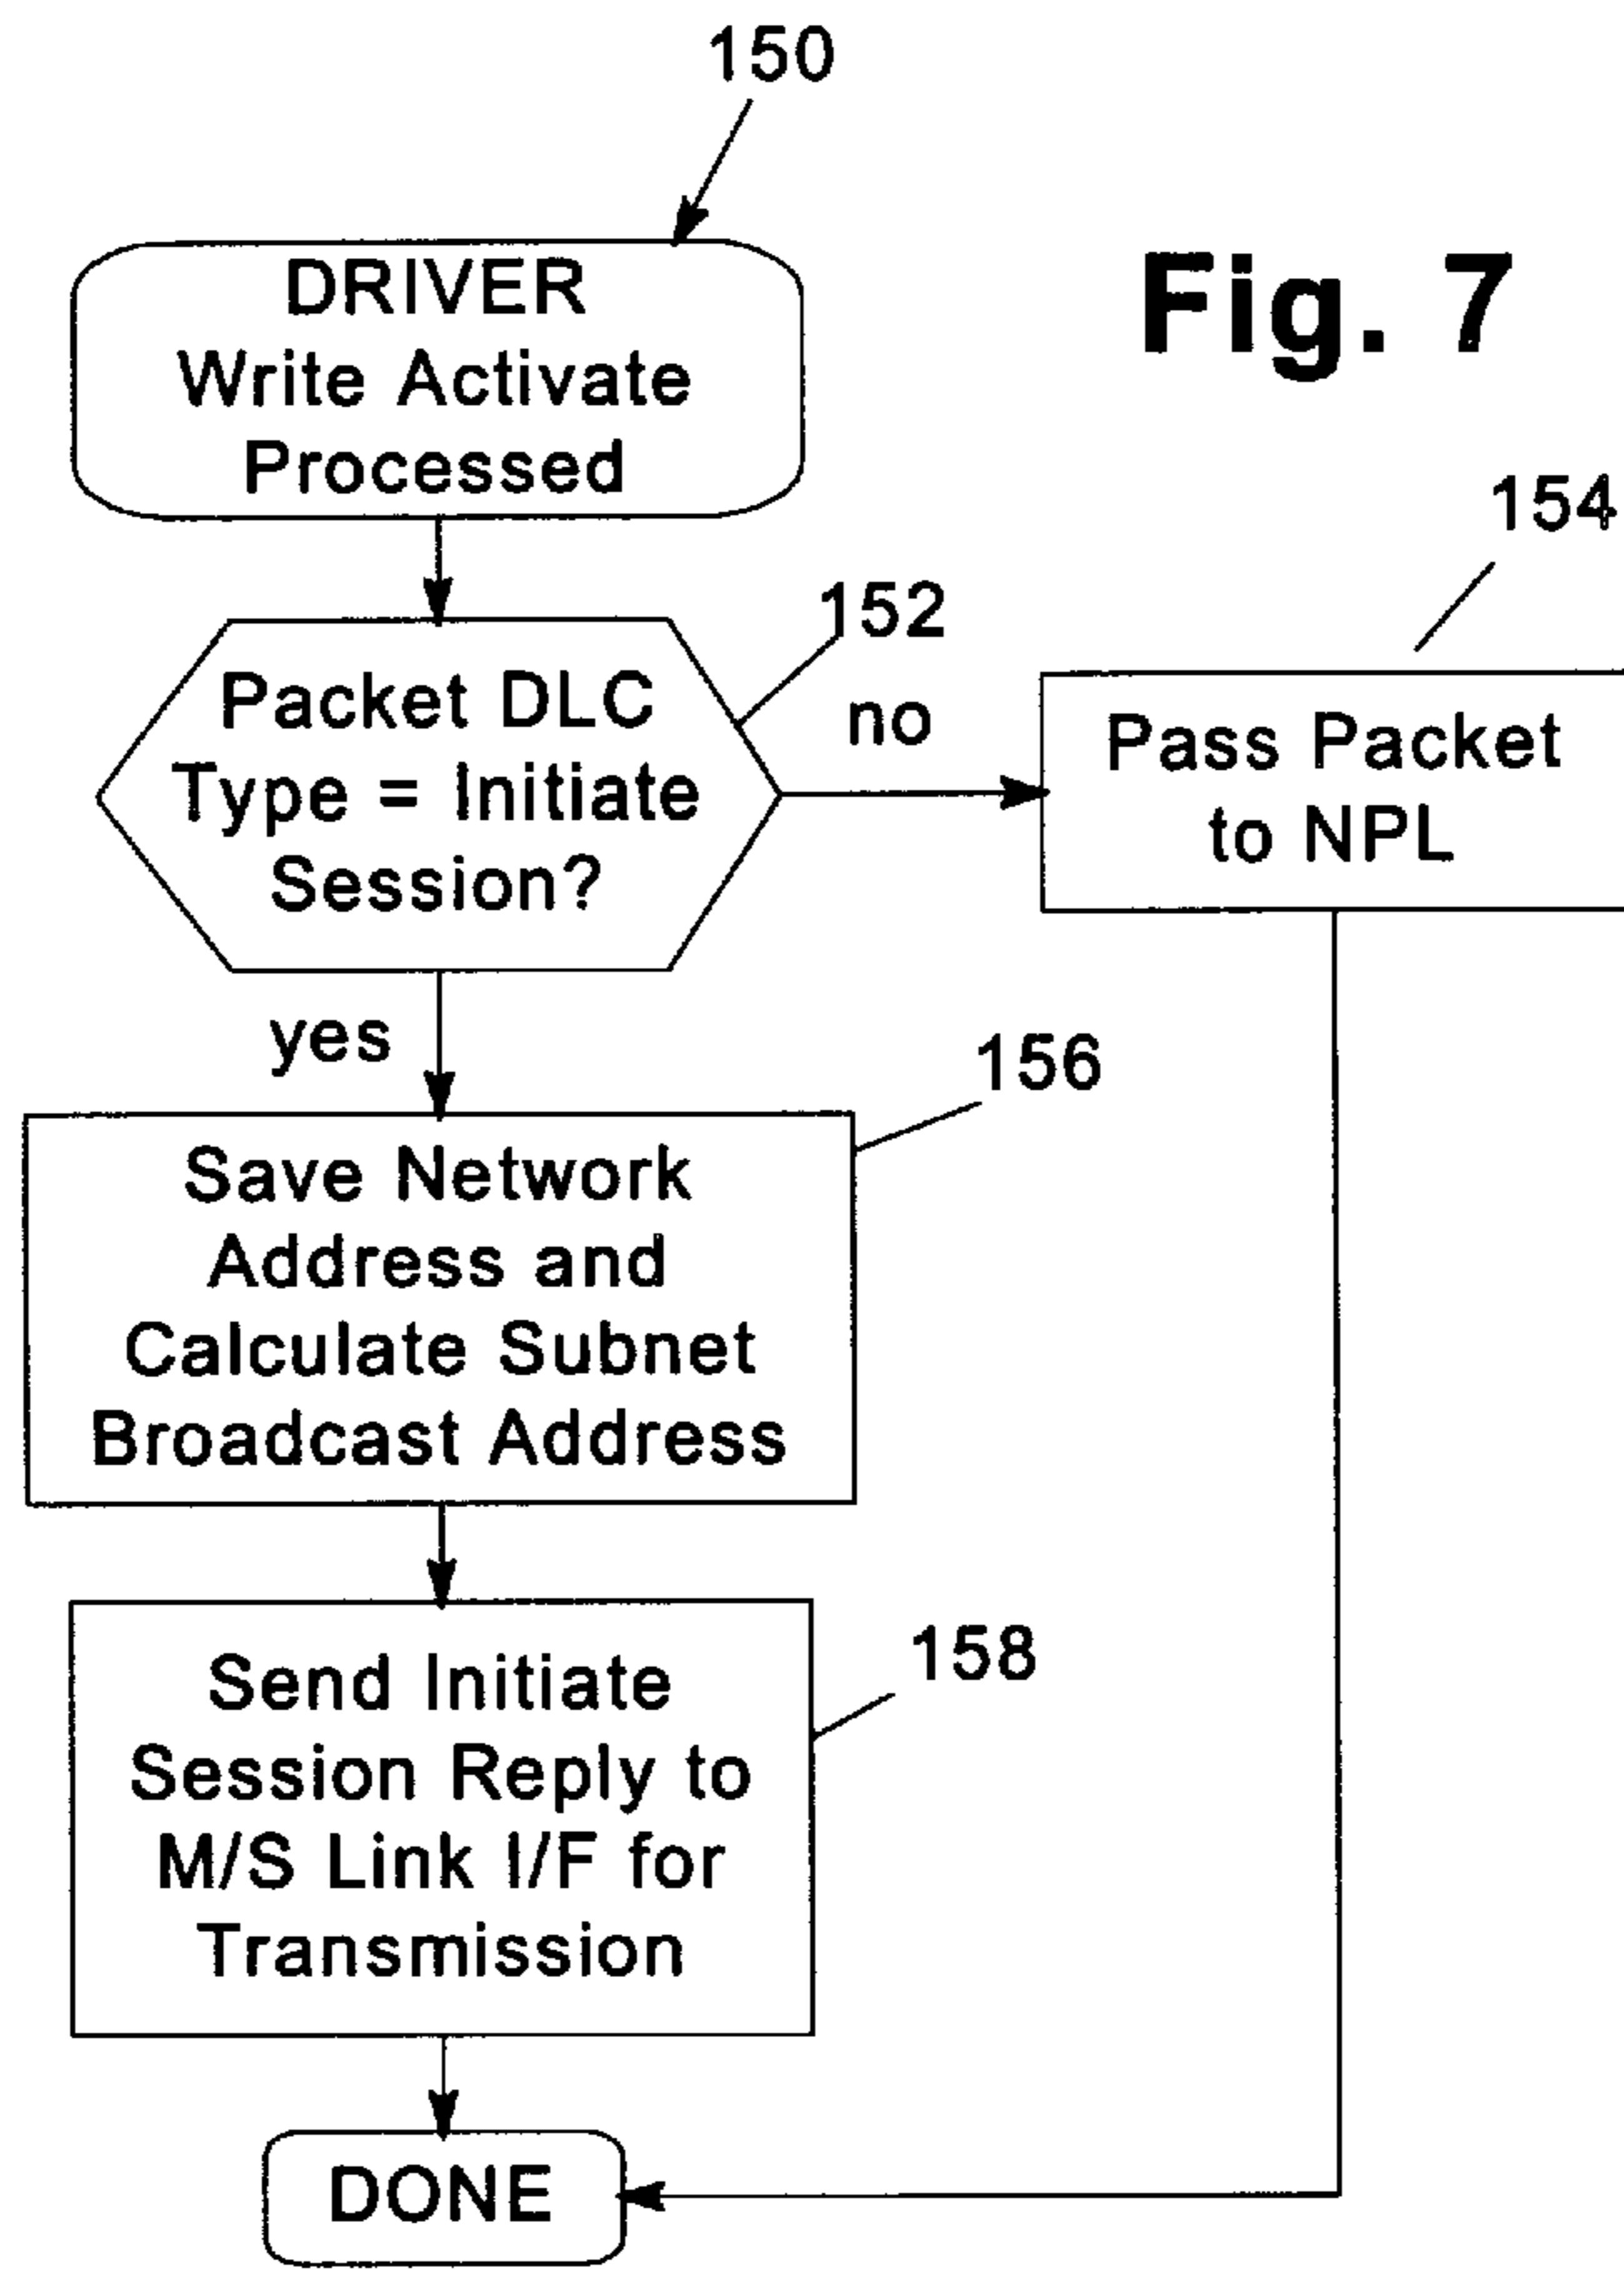 150
DRIVER
Write Activate
Processed
Fig. 7
152
Packet DLC
Type = Initiate
Session?
no
154
Pass Packet
to NPL
yes
156
Save Network
Address and
Calculate Subnet
Broadcast Address
158
Send Initiate
Session Reply to
M/S Link I/F for
Transmission
DONE